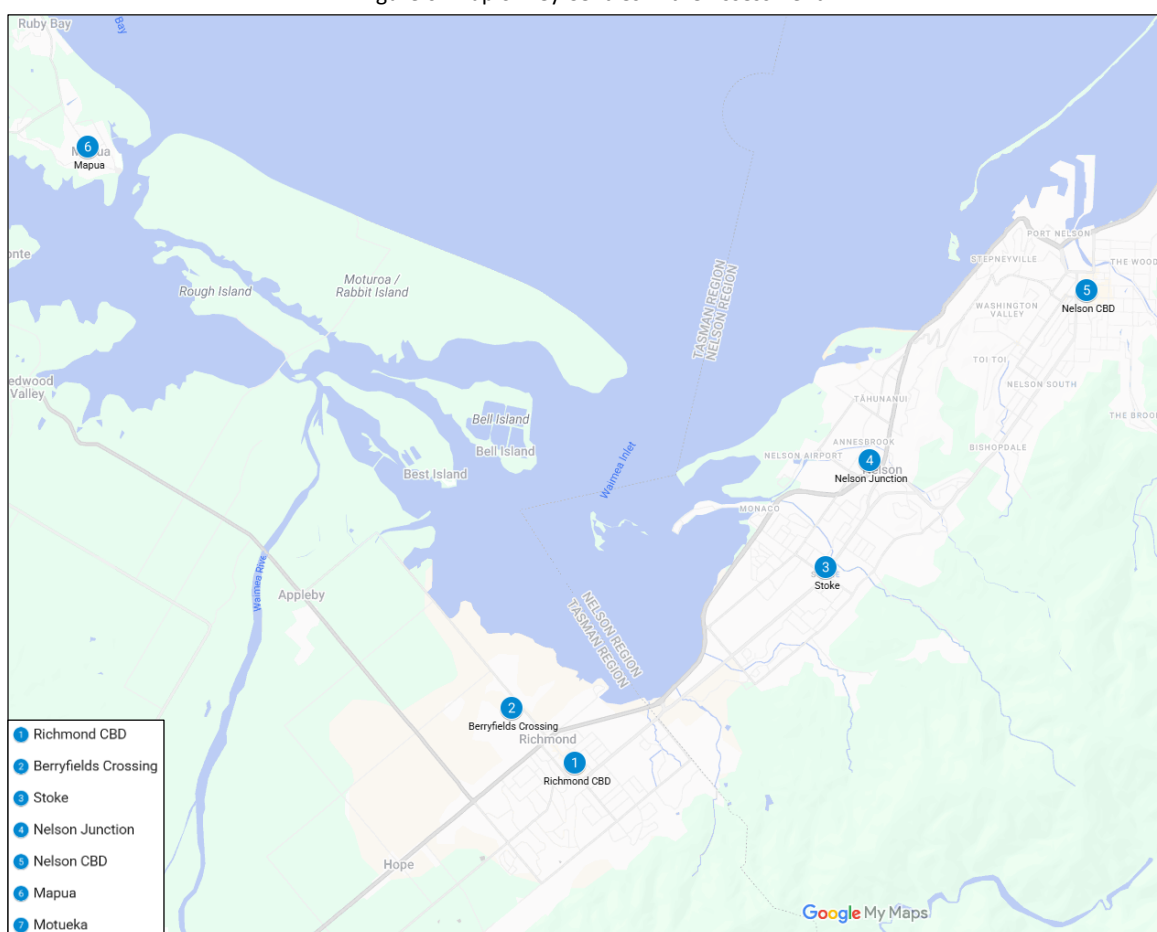 Ruby Bay
Bay
6
Mapua
Mapua
Rough Island
Moturoa /
Rabbit Island
TASMAN REGION
NELSON REGION
PORT NELSON
STEPNEYVILLE
THE WOOD
5
Nelson CBD
WASHINGTON
VALLEY
TOI TOI
NELSON SOUTH
THE BROOK
TĀHUNANUI
ANNESBROOK
BISHOPDALE
NELSON AIRPORT
4
Nelson
Nelson Junction
edwood
Valley
Bell Island
Bell Island
Best Island
Waimea Inlet
MONACO
3
Stoke
Waimea Rive
Appleby
NELSON REGION
TASMAN REGION
2
Berryfields Crossing
Richmond
1
Richmond CBD
Hope
1 Richmond CBD
2 Berryfields Crossing
3 Stoke
4 Nelson Junction
5 Nelson CBD
6 Mapua
7 Motueka
Google My Maps